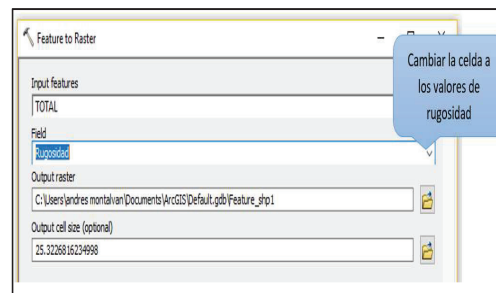 Feature to Raster
Cambiar la celda a
los valores de
rugosidad
Input features
TOTAL
Field
Rugosidad
Output raster
C:\Users\andres montalvan\Documents\ArcGIS\Default.gdb\Feature_shp1
Output cell size (optional)
25.3226816234998